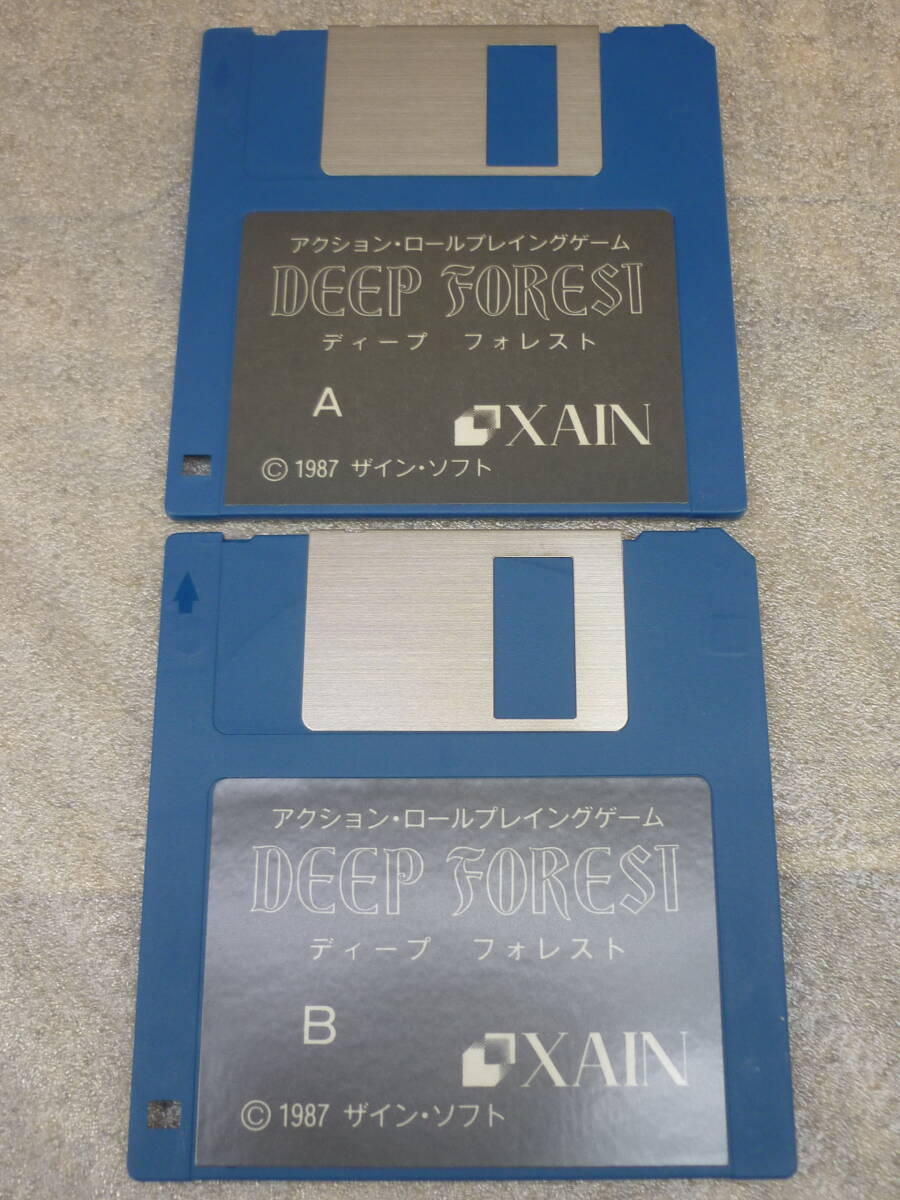 アクション・ロールプレイングゲーム
DEEP FOREST
ディープ フォレスト
A
XAIN
© 1987 ザイン・ソフト
アクション・ロールプレイングゲーム
DEEP FOREST
ディープ フォレスト
B
XAIN
© 1987 ザイン・ソフト